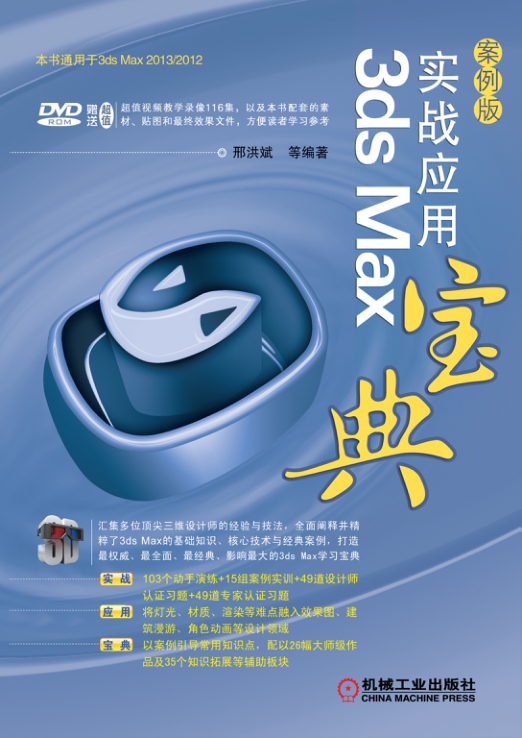 本书通用于3ds Max 2013/2012
DVD
ROM
赠送
超值
超值视频教学录像116集，以及本书配套的素
材、贴图和最终效果文件，方便读者学习参考
邢洪斌 等编著
案例版
实战应用
3ds Max
宝典
3D
汇集多位顶尖三维设计师的经验与技法，全面阐释并精
粹了3ds Max的基础知识、核心技术与经典案例，打造
最权威、最全面、最经典、影响最大的3ds Max学习宝典
实战 103个动手演练+15组案例实训+49道设计师
认证习题+49道专家认证习题
应用 将灯光、材质、渲染等难点融入效果图、建
筑漫游、角色动画等设计领域
宝典 以案例引导常用知识点，配以26幅大师级作
品及35个知识拓展等辅助板块
机械工业出版社
CHINA MACHINE PRESS